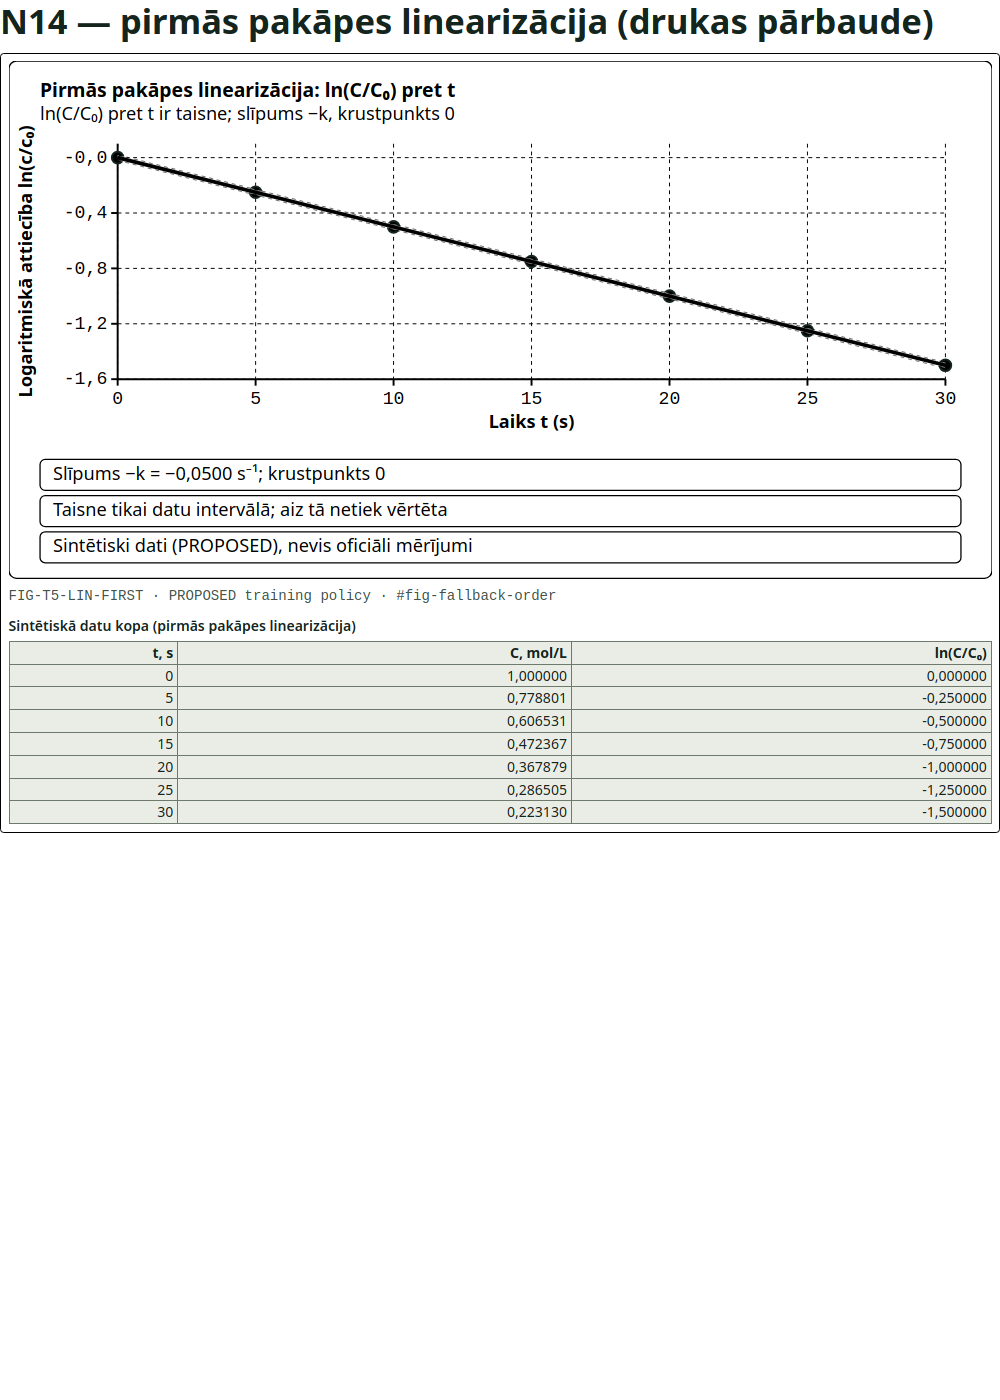 N14 — pirmās pakāpes linearizācija (drukas pārbaude)
Pirmās pakāpes linearizācija: ln(C/C₀) pret t
ln(C/C₀) pret t ir taisne; slīpums −k, krustpunkts 0
Logaritmiskā attiecība ln(c/c₀)
-0,0
-0,4
-0,8
-1,2
-1,6
0 5 10 15 20 25 30
Laiks t (s)
Slīpums −k = −0,0500 s⁻¹; krustpunkts 0
Taisne tikai datu intervālā; aiz tā netiek vērtēta
Sintētiski dati (PROPOSED), nevis oficiāli mērījumi
FIG-T5-LIN-FIRST · PROPOSED training policy · #fig-fallback-order
Sintētiskā datu kopa (pirmās pakāpes linearizācija)
t, s C, mol/L ln(C/C₀)
0 1,000000 0,000000
5 0,778801 -0,250000
10 0,606531 -0,500000
15 0,472367 -0,750000
20 0,367879 -1,000000
25 0,286505 -1,250000
30 0,223130 -1,500000